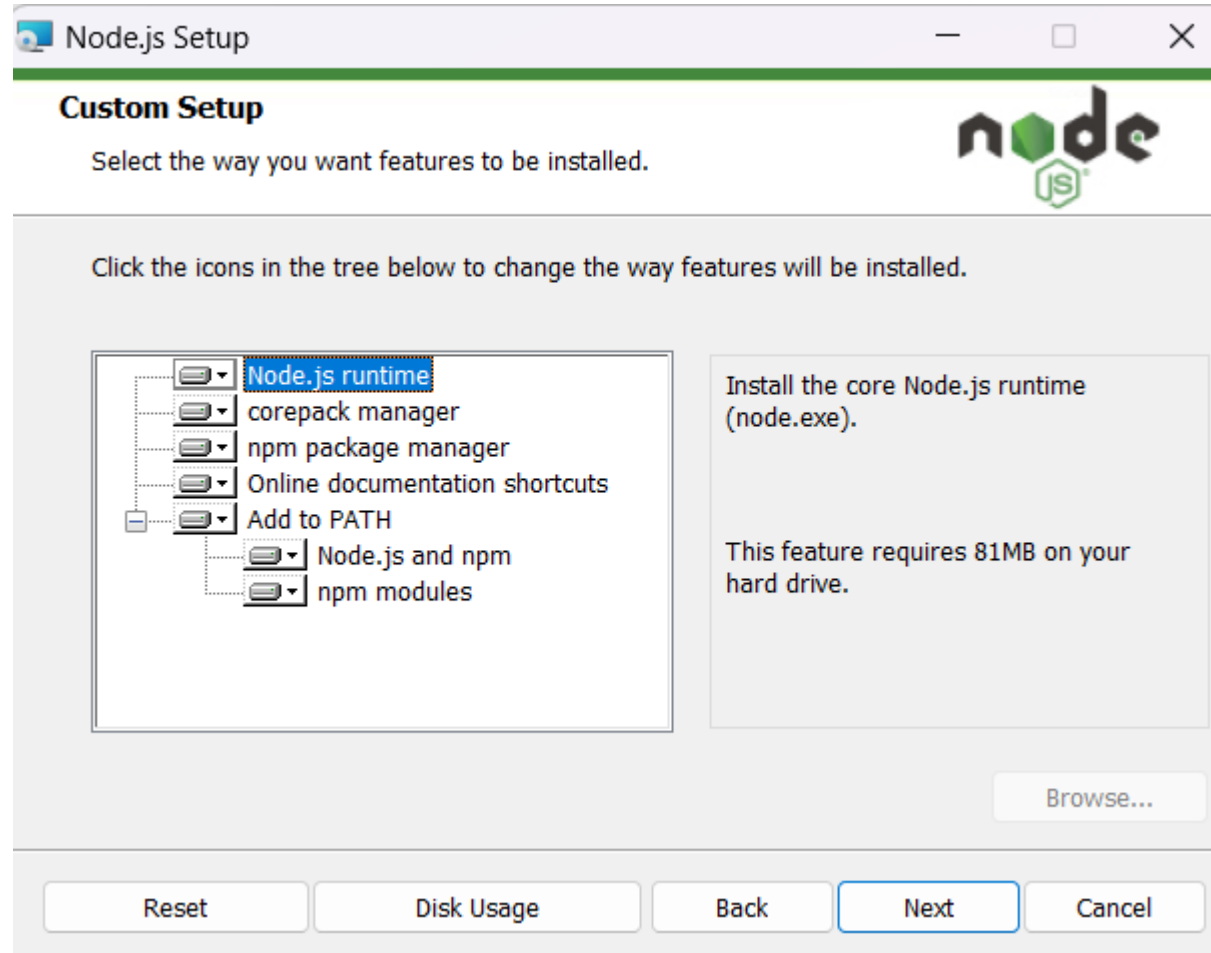 Node.js Setup
Custom Setup
Select the way you want features to be installed.
node
JS
Click the icons in the tree below to change the way features will be installed.
Node.js runtime
corepack manager
npm package manager
Online documentation shortcuts
Add to PATH
Node.js and npm
npm modules
Install the core Node.js runtime
(node.exe).
This feature requires 81MB on your
hard drive.
Browse...
Reset
Disk Usage
Back
Next
Cancel